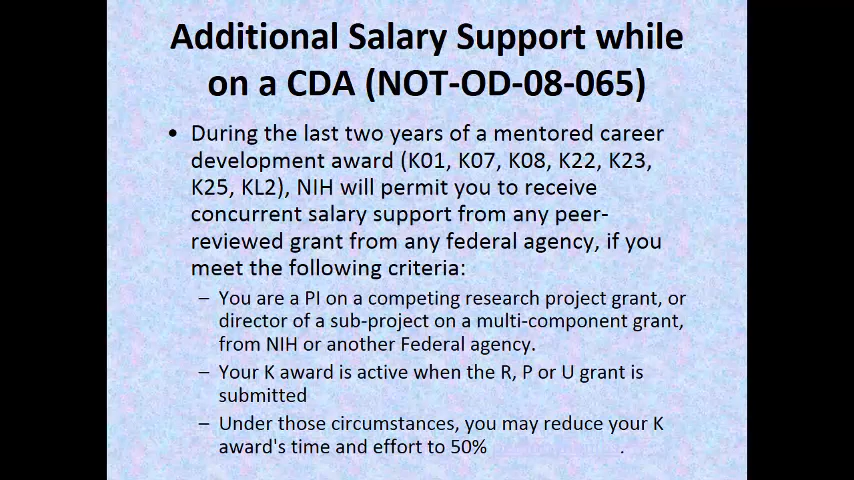 Additional Salary Support while
on a CDA (NOT-OD-08-065)
• During the last two years of a mentored career
development award (K01, K07, K08, K22, K23,
K25, KL2), NIH will permit you to receive
concurrent salary support from any peer-
reviewed grant from any federal agency, if you
meet the following criteria:
– You are a PI on a competing research project grant, or
director of a sub-project on a multi-component grant,
from NIH or another Federal agency.
– Your K award is active when the R, P or U grant is
submitted
– Under those circumstances, you may reduce your K
award's time and effort to 50% .